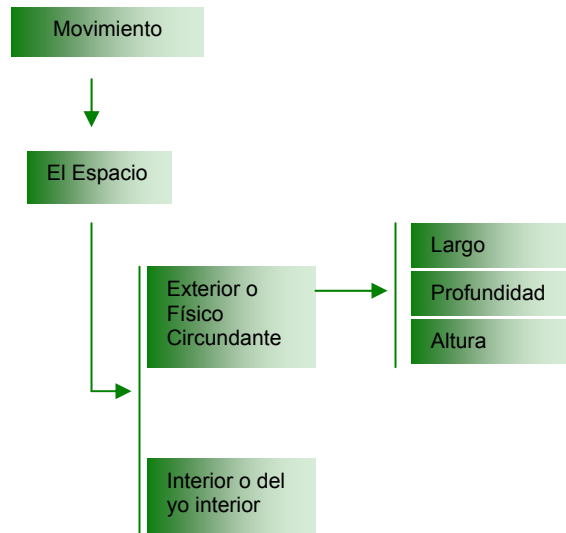 Movimiento
El Espacio
Exterior o
Físico
Circundante
Largo
Profundidad
Altura
Interior o del
yo interior